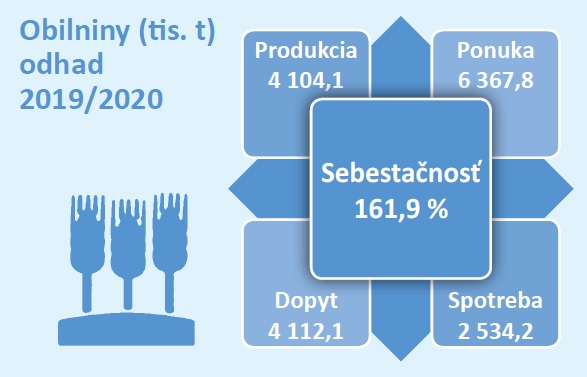 Obilniny (tis. t)
odhad
2019/2020
Produkcia
4 104,1
Ponuka
6 367,8
Sebestačnosť
161,9 %
Dopyt
4 112,1
Spotreba
2 534,2